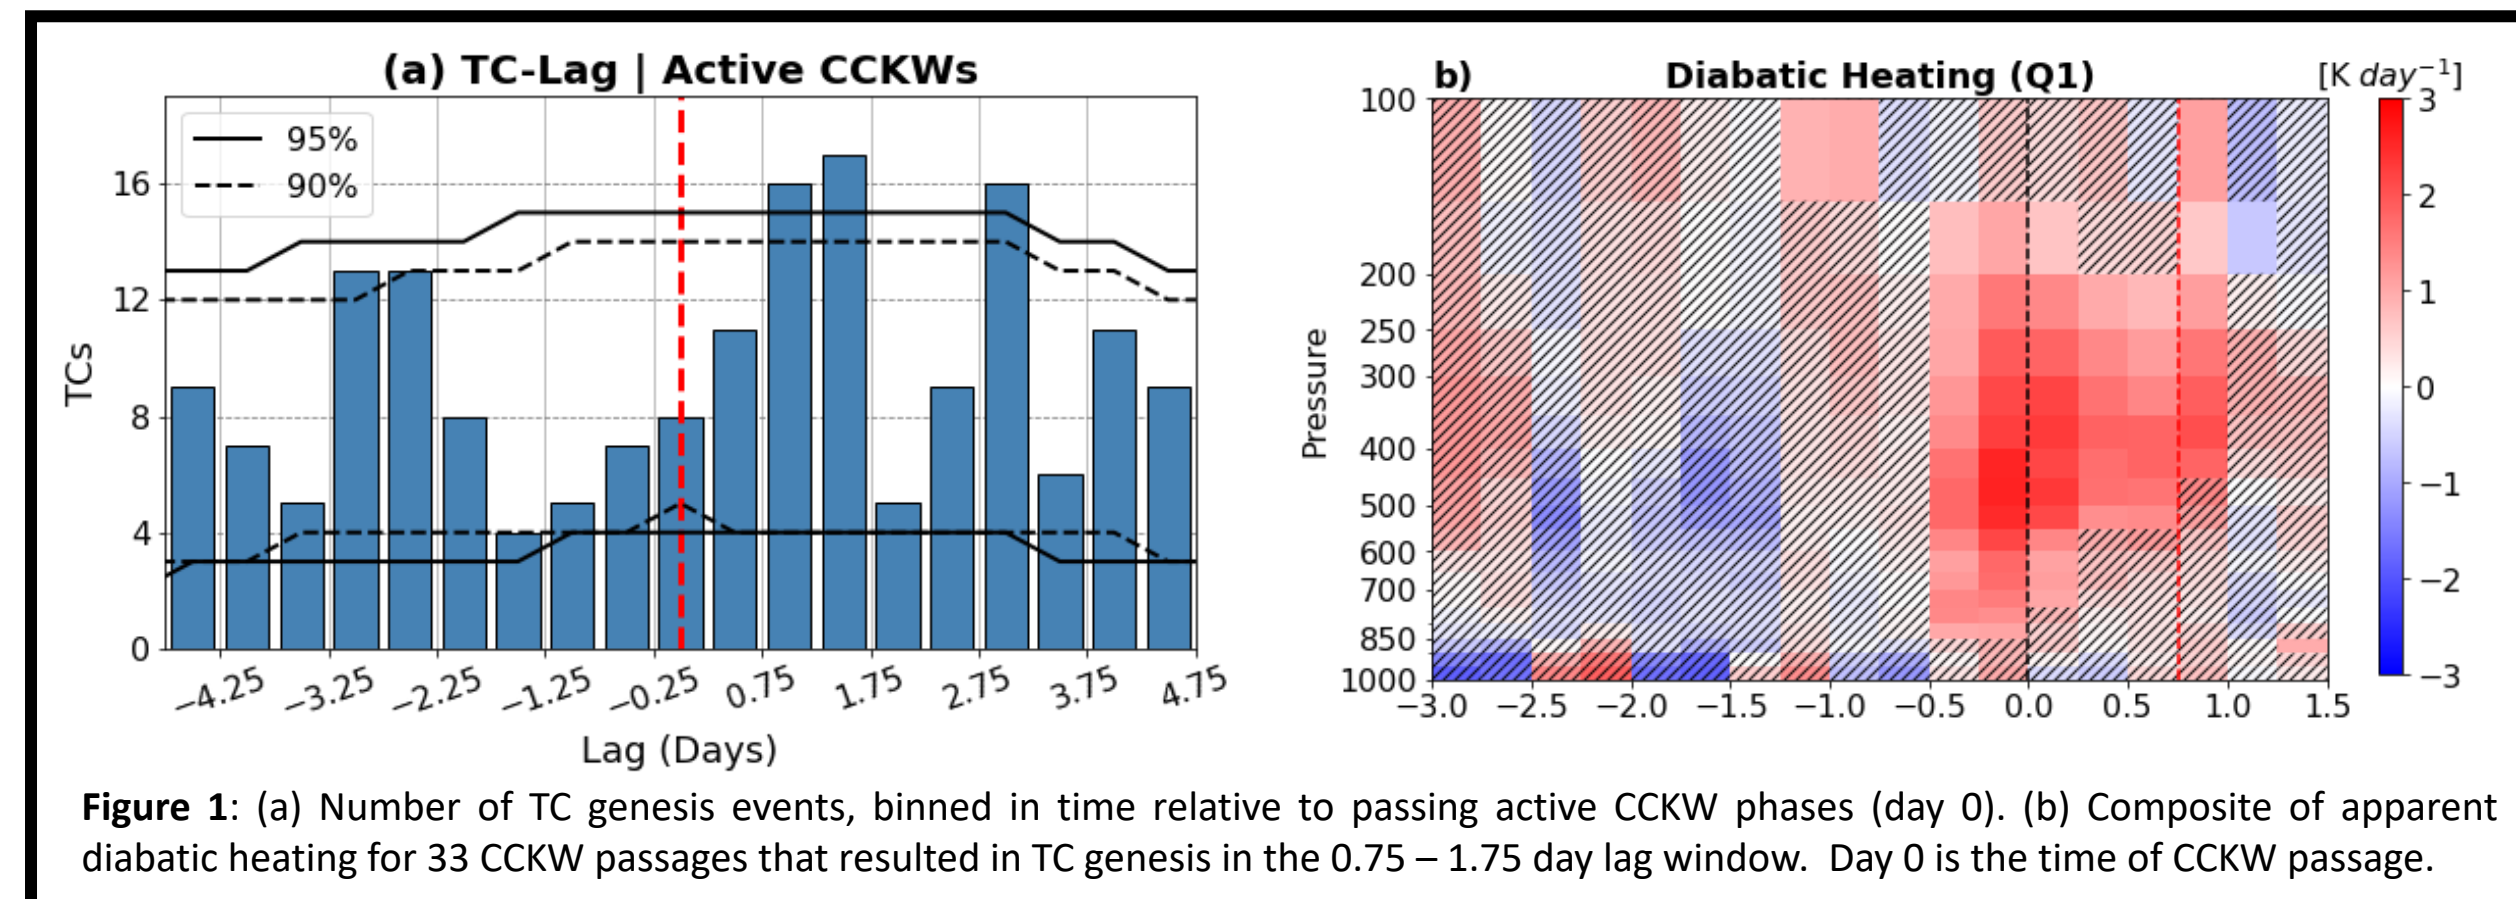 (a) TC-Lag | Active CCKWs
95%
90%
16
12
8
4
0
TCs
−4.25 −3.25 −2.25 −1.25 −0.25 0.75 1.75 2.75 3.75 4.75
Lag (Days)
b) Diabatic Heating (Q1) [K day⁻¹]
100
200
250
300
400
500
600
700
850
1000
Pressure
−3.0 −2.5 −2.0 −1.5 −1.0 −0.5 0.0 0.5 1.0 1.5
3
2
1
0
−1
−2
−3
Figure 1: (a) Number of TC genesis events, binned in time relative to passing active CCKW phases (day 0). (b) Composite of apparent
diabatic heating for 33 CCKW passages that resulted in TC genesis in the 0.75 – 1.75 day lag window. Day 0 is the time of CCKW passage.